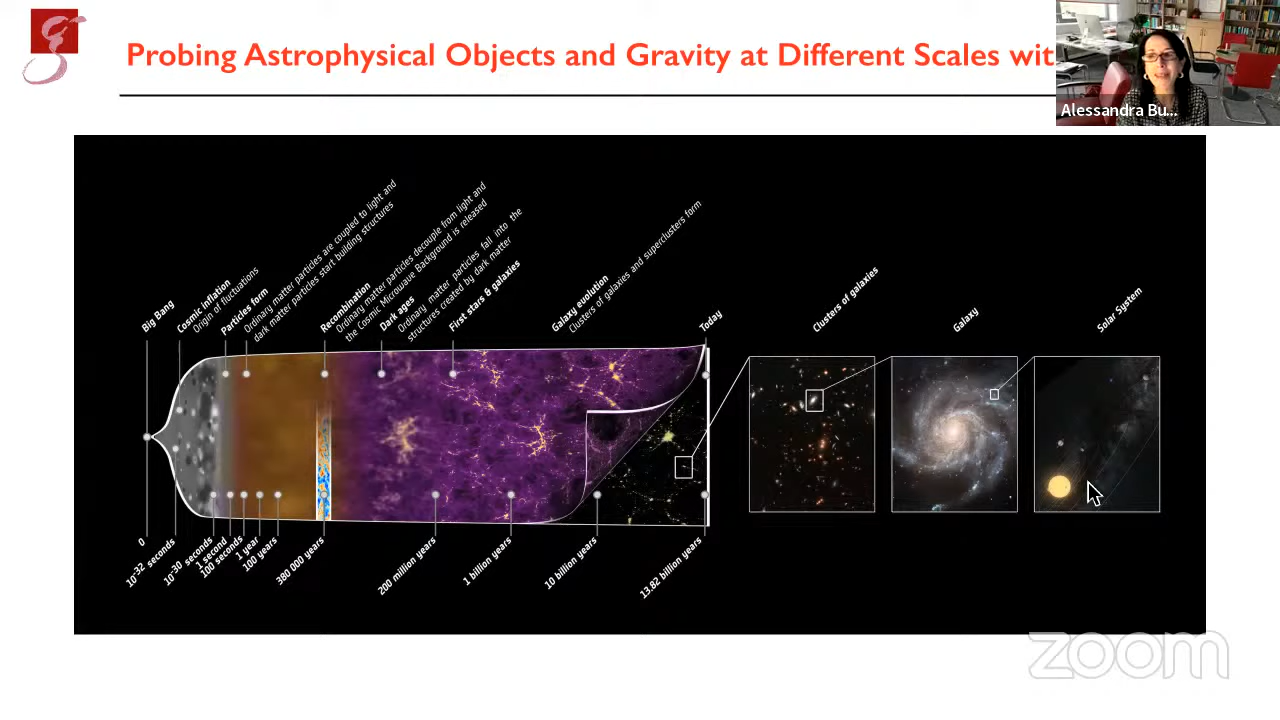 Probing Astrophysical Objects and Gravity at Different Scales wit
Alessandra Bu...
Big Bang
Cosmic inflation
Origin of fluctuations
Particles form
Ordinary matter particles are coupled to light and
dark matter particles start building structures
Recombination
Ordinary matter particles decouple from light and
the Cosmic Microwave Background is released
Dark ages
Ordinary matter particles fall into the
structures created by dark matter
First stars & galaxies
Galaxy evolution
Clusters of galaxies and superclusters form
Today
Clusters of galaxies
Galaxy
Solar System
0
10-32 seconds
10-30 seconds
1 second
100 seconds
1 year
100 years
380 000 years
200 million years
1 billion years
10 billion years
13.82 billion years
zoom